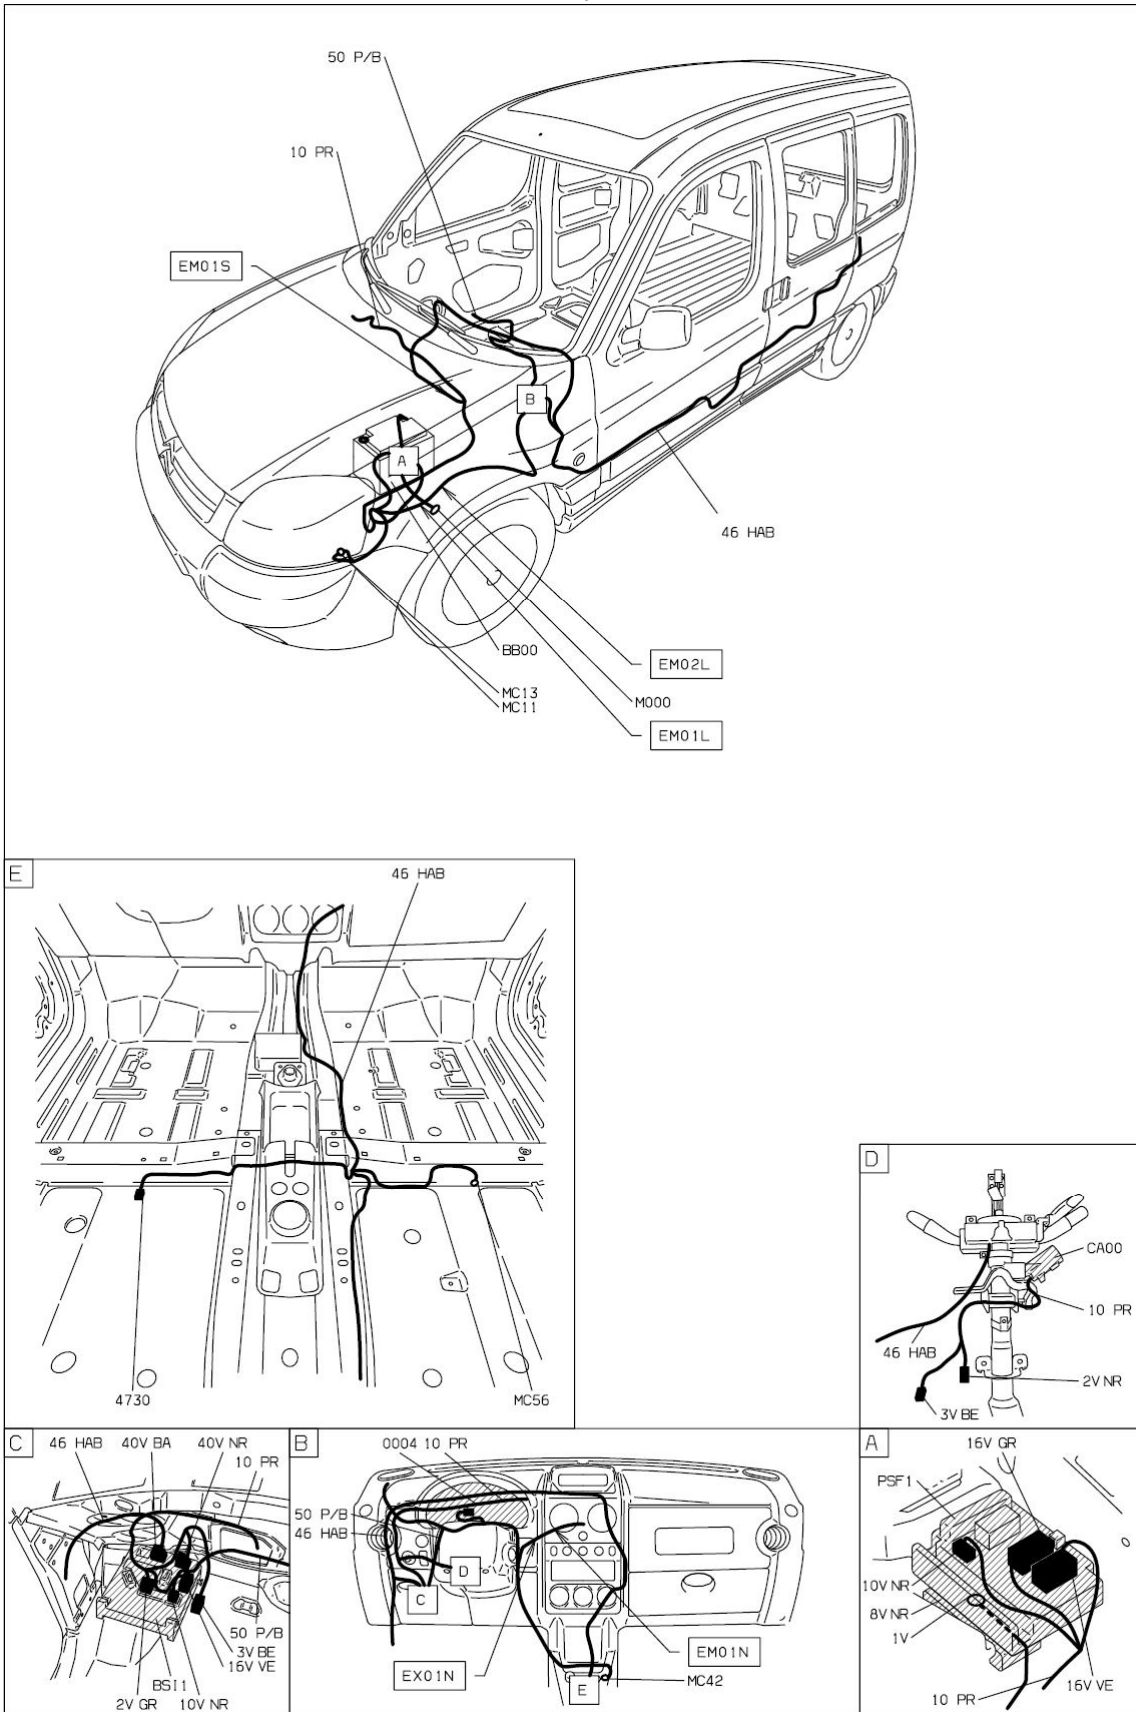 50 P/B
10 PR
EM01S
B
A
46 HAB
BB00
EM02L
MC13
MC11
M000
EM01L
E
46 HAB
4730
MC56
D
CA00
10 PR
46 HAB
2V NR
3V BE
C
46 HAB
40V BA
40V NR
10 PR
50 P/B
3V BE
16V VE
BSI1
2V GR
10V NR
B
0004 10 PR
50 P/B
46 HAB
D
C
EX01N
EM01N
MC42
E
A
16V GR
PSF1
10V NR
8V NR
1V
10 PR
16V VE